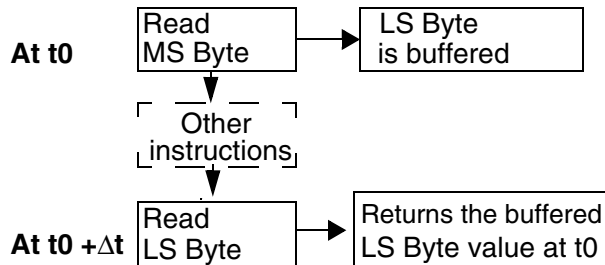 Read
MS Byte
LS Byte
is buffered
At t0
Other
instructions
Read
LS Byte
Returns the buffered
LS Byte value at t0
At t0 +Δt